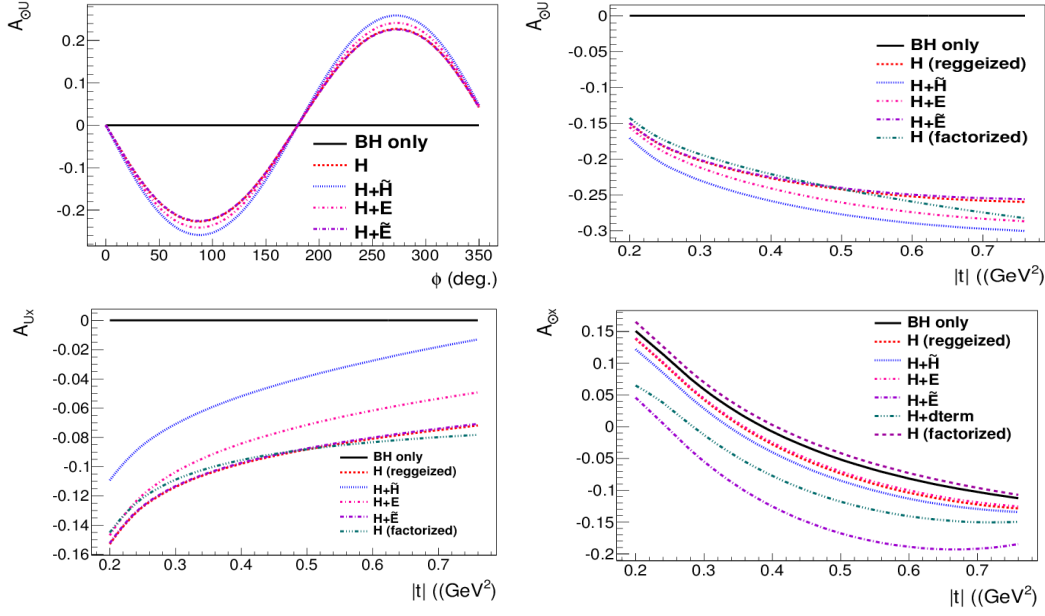 A⊙U
0.2
0.1
0
-0.1
-0.2
BH only
H
H+H̃
H+E
H+Ẽ
0 50 100 150 200 250 300 350
ϕ (deg.)
A⊙U
0
-0.05
-0.1
-0.15
-0.2
-0.25
-0.3
BH only
H (reggeized)
H+H̃
H+E
H+Ẽ
H (factorized)
0.2 0.3 0.4 0.5 0.6 0.7
|t| ((GeV²)
AUx
0
-0.02
-0.04
-0.06
-0.08
-0.1
-0.12
-0.14
-0.16
BH only
H (reggeized)
H+H̃
H+E
H+Ẽ
H (factorized)
0.2 0.3 0.4 0.5 0.6 0.7
|t| ((GeV²)
A⊙x
0.15
0.1
0.05
0
-0.05
-0.1
-0.15
-0.2
BH only
H (reggeized)
H+H̃
H+E
H+Ẽ
H+dterm
H (factorized)
0.2 0.3 0.4 0.5 0.6 0.7
|t| ((GeV²)